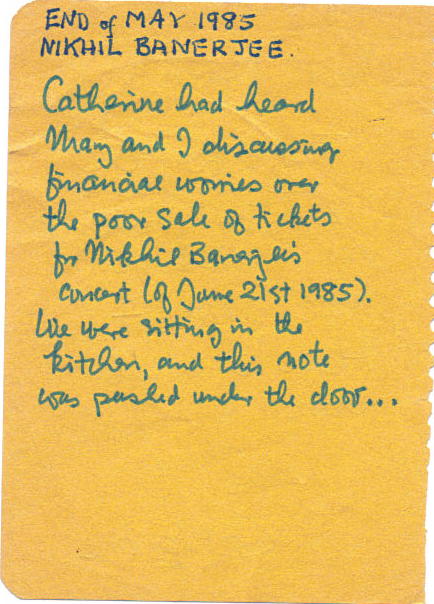 END of MAY 1985
NIKHIL BANERJEE.
Catherine had heard
Mary and I discussing
financial worries over
the poor sale of tickets
for Nikhil Banerjee's
concert (of June 21st 1985).
We were sitting in the
kitchen, and this note
was pushed under the door...